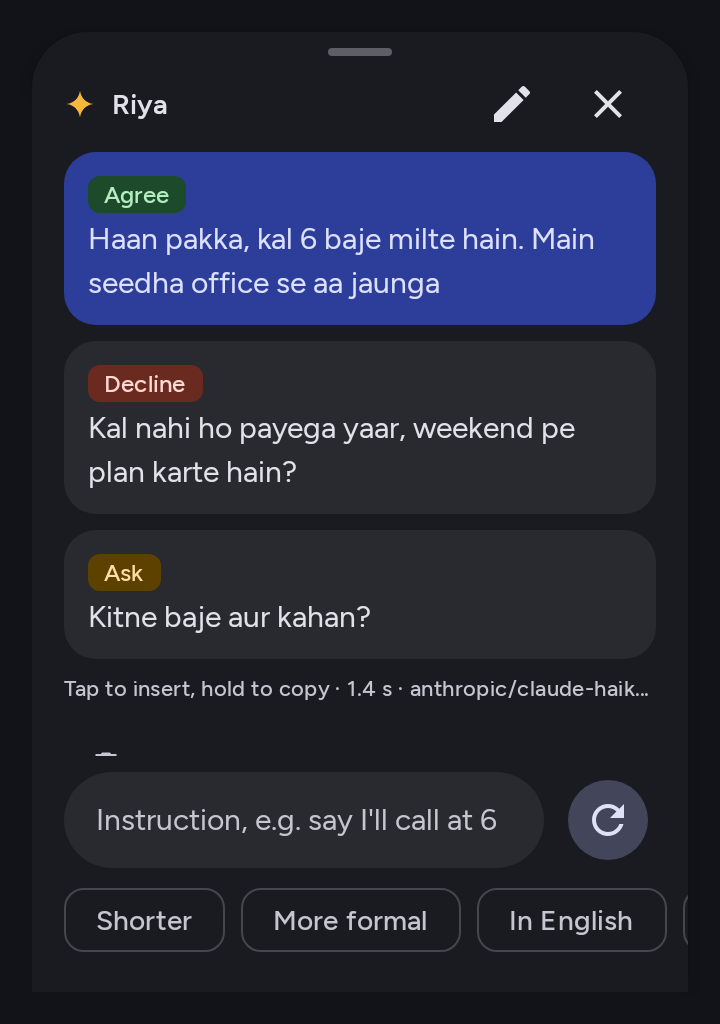 Riya
Agree
Haan pakka, kal 6 baje milte hain. Main
seedha office se aa jaunga
Decline
Kal nahi ho payega yaar, weekend pe
plan karte hain?
Ask
Kitne baje aur kahan?
Tap to insert, hold to copy · 1.4 s · anthropic/claude-haik...
Instruction, e.g. say I'll call at 6
Shorter
More formal
In English